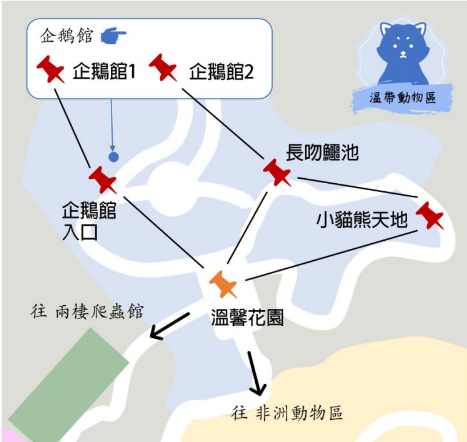 企鵝館
企鵝館1
企鵝館2
溫帶動物區
長吻鱷池
企鵝館
入口
小貓熊天地
溫馨花園
往 兩棲爬蟲館
往 非洲動物區